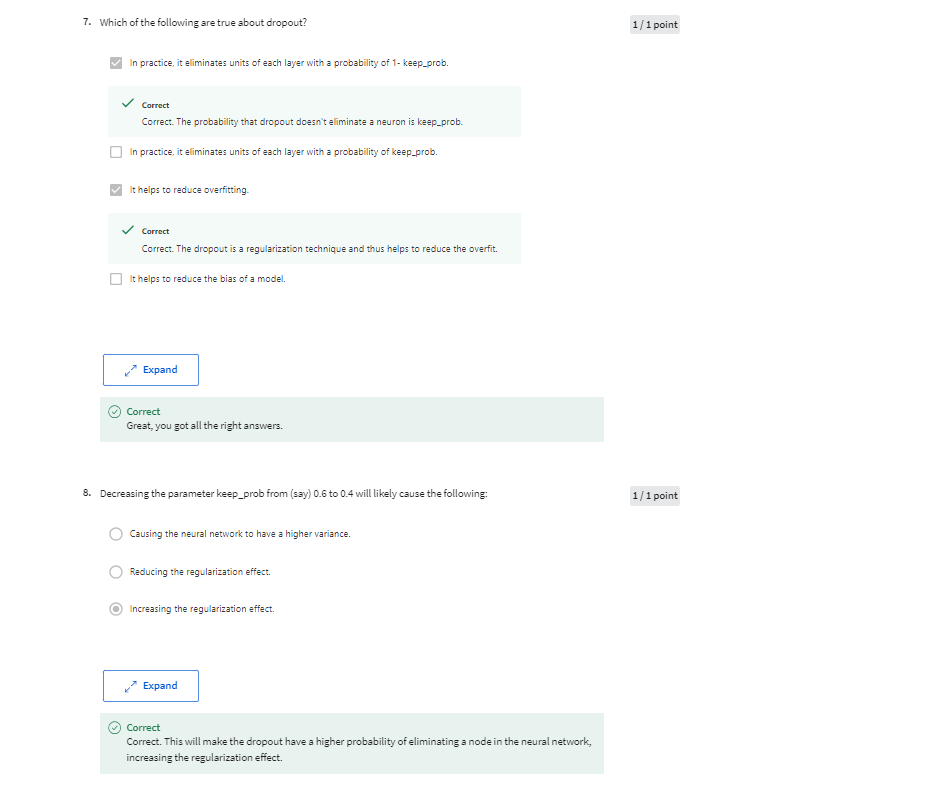 7. Which of the following are true about dropout?
1 / 1 point
In practice, it eliminates units of each layer with a probability of 1- keep_prob.
Correct
Correct. The probability that dropout doesn't eliminate a neuron is keep_prob.
In practice, it eliminates units of each layer with a probability of keep_prob.
It helps to reduce overfitting.
Correct
Correct. The dropout is a regularization technique and thus helps to reduce the overfit.
It helps to reduce the bias of a model.
Expand
Correct
Great, you got all the right answers.
8. Decreasing the parameter keep_prob from (say) 0.6 to 0.4 will likely cause the following:
1 / 1 point
Causing the neural network to have a higher variance.
Reducing the regularization effect.
Increasing the regularization effect.
Expand
Correct
Correct. This will make the dropout have a higher probability of eliminating a node in the neural network,
increasing the regularization effect.